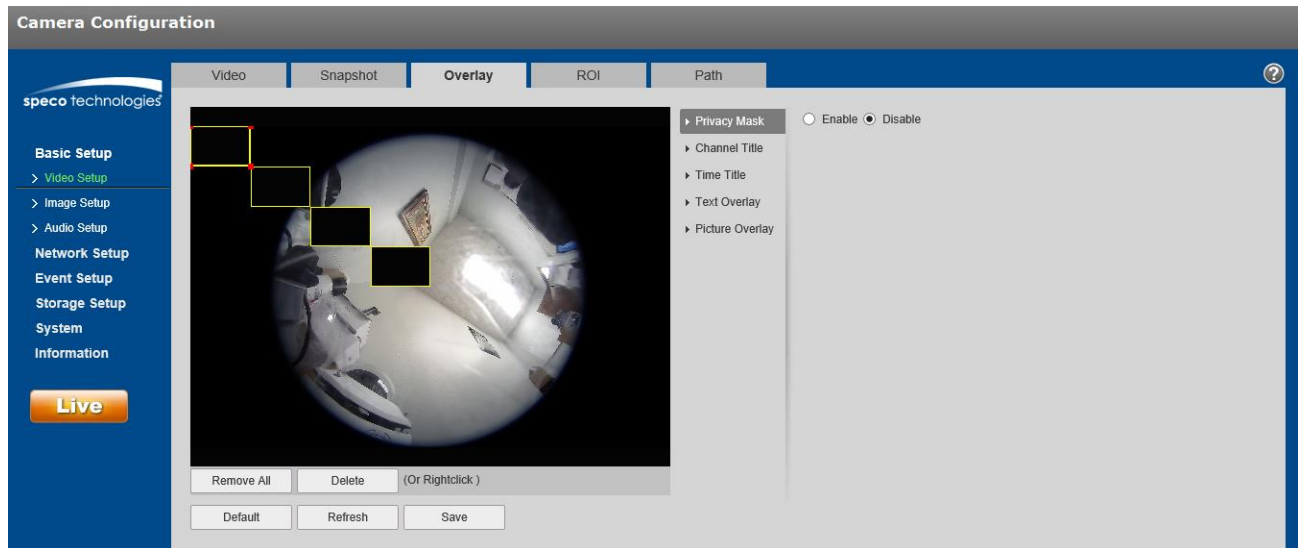 Camera Configuration
Video Snapshot Overlay ROI Path
?
speco technologies
Basic Setup
> Video Setup
> Image Setup
> Audio Setup
Network Setup
Event Setup
Storage Setup
System
Information
Live
Privacy Mask
Channel Title
Time Title
Text Overlay
Picture Overlay
Enable Disable
Remove All Delete (Or Rightclick )
Default Refresh Save